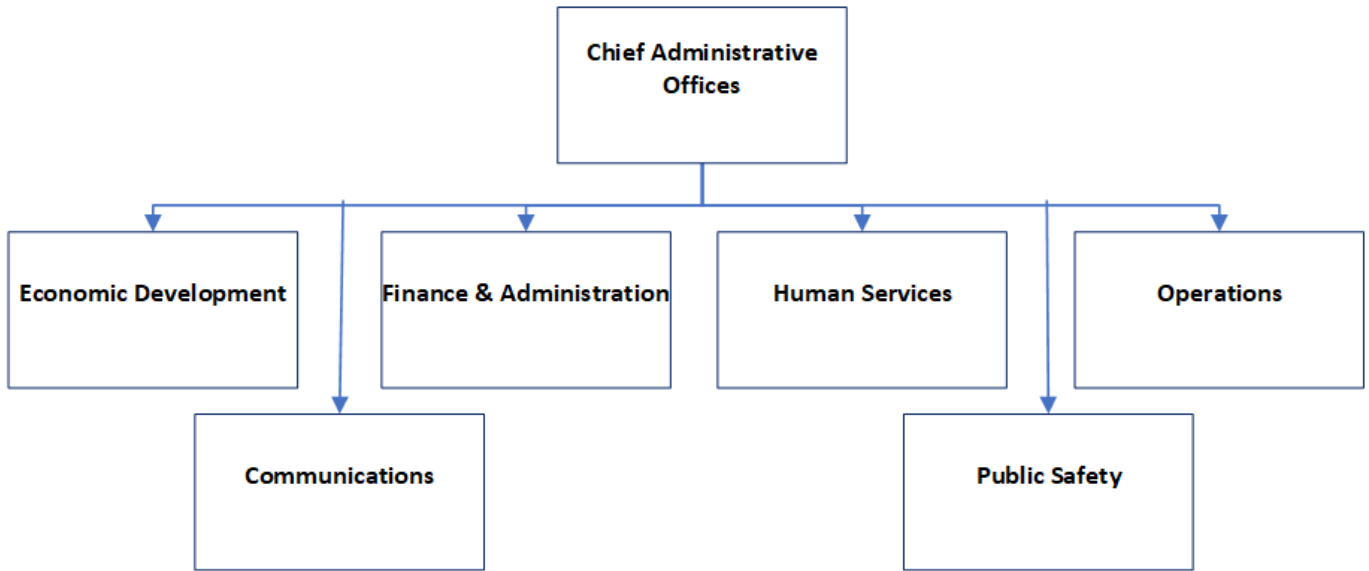 Chief Administrative
Offices
Economic Development
Finance & Administration
Human Services
Operations
Communications
Public Safety